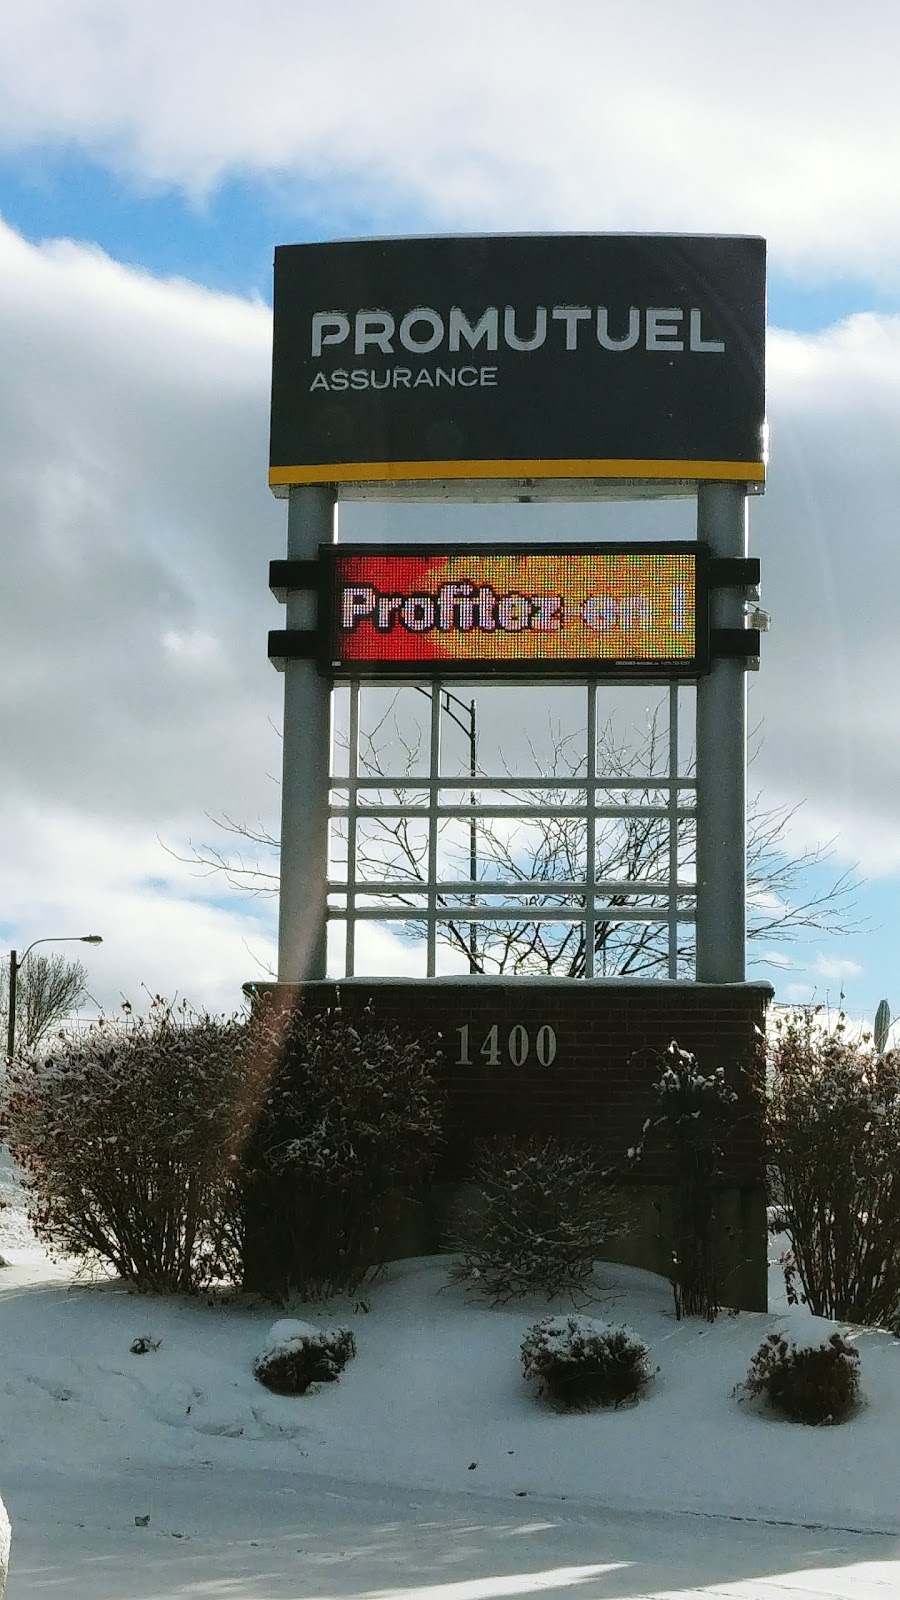 PROMUTUEL
ASSURANCE
Profitez en !
1400